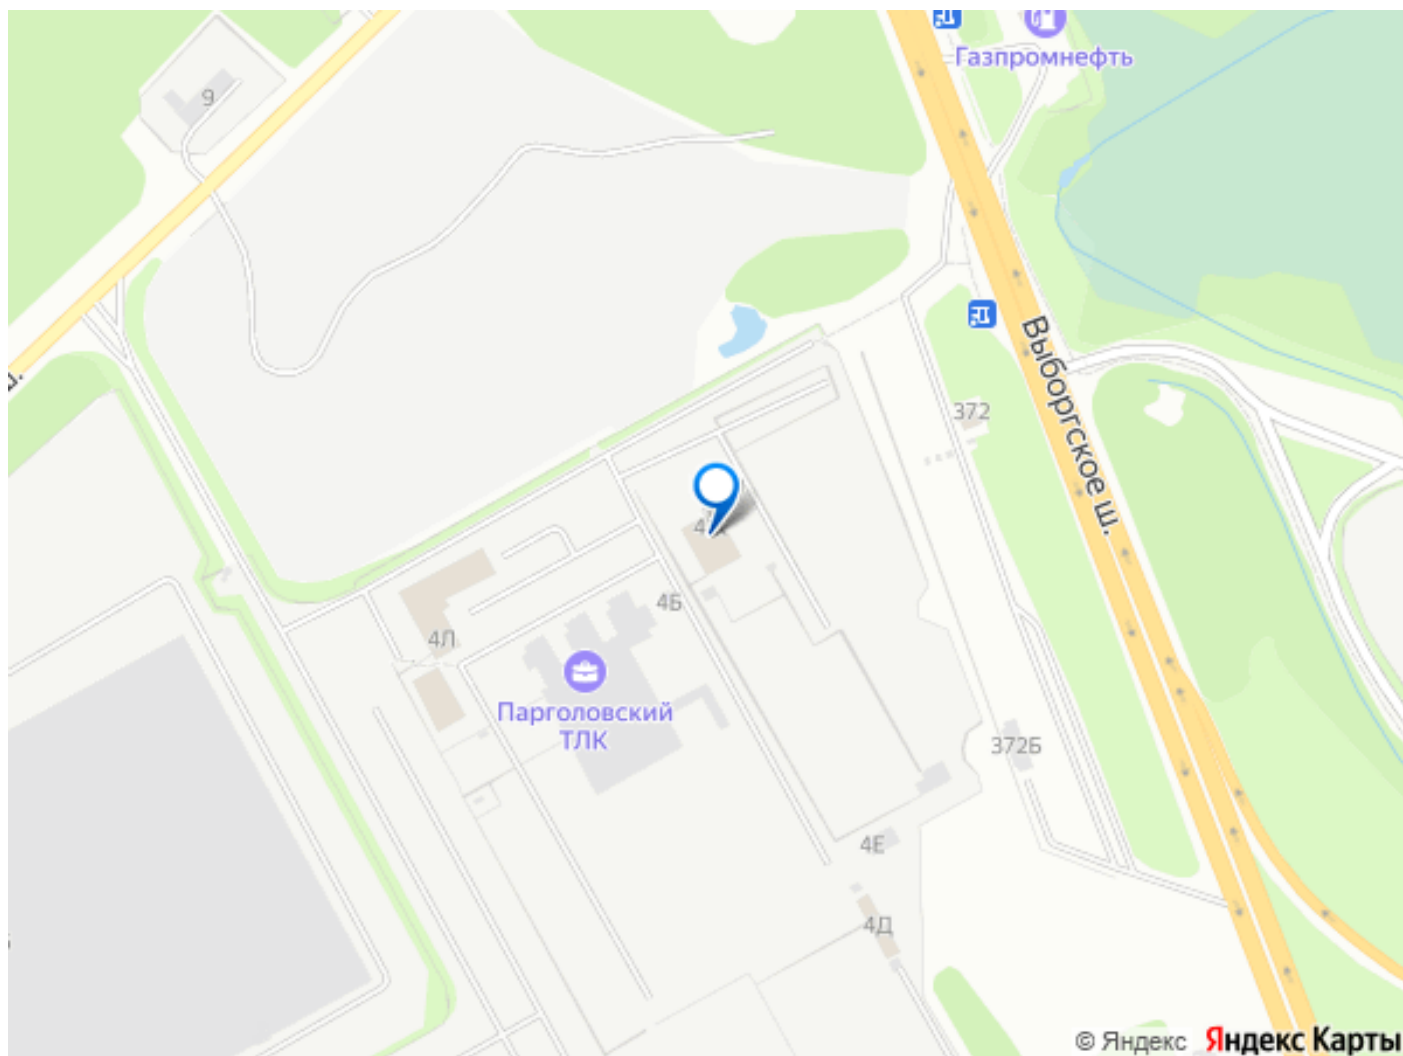 Газпромнефть
9
Выборгское ш.
372
ш.
4Б
4Л
Парголовский
ТЛК
372Б
4Е
4Д
© Яндекс Яндекс Карты